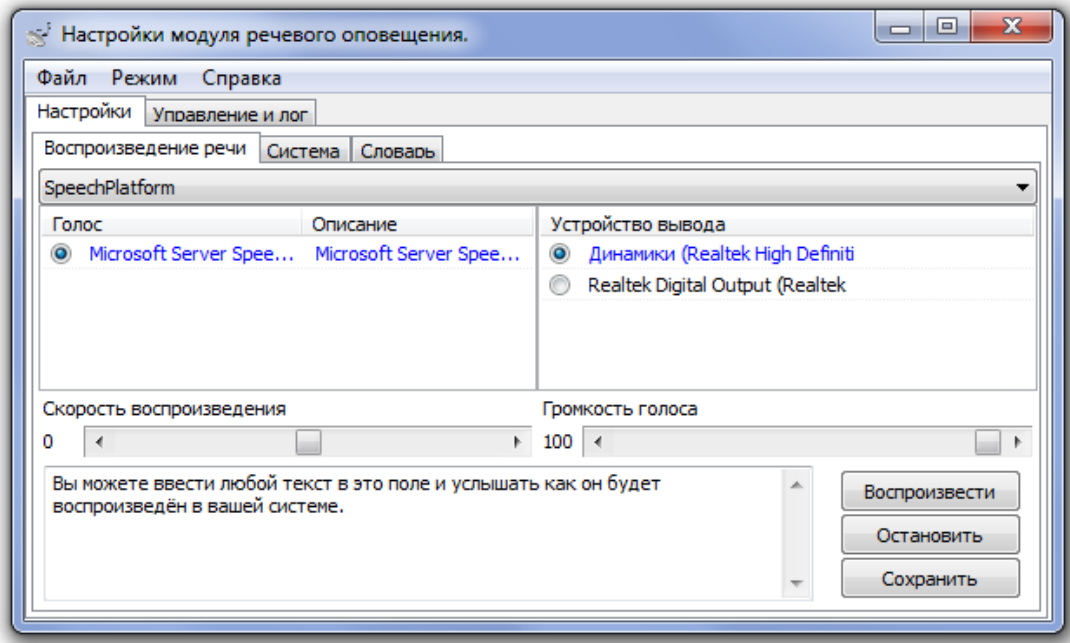 Настройки модуля речевого оповещения.
Файл Режим Справка
Настройки Управление и лог
Воспроизведение речи Система Словарь
SpeechPlatform
Голос Описание Устройство вывода
Microsoft Server Spee... Microsoft Server Spee... Динамики (Realtek High Definiti
Realtek Digital Output (Realtek
Скорость воспроизведения Громкость голоса
0 100
Вы можете ввести любой текст в это поле и услышать как он будет
воспроизведён в вашей системе.
Воспроизвести
Остановить
Сохранить